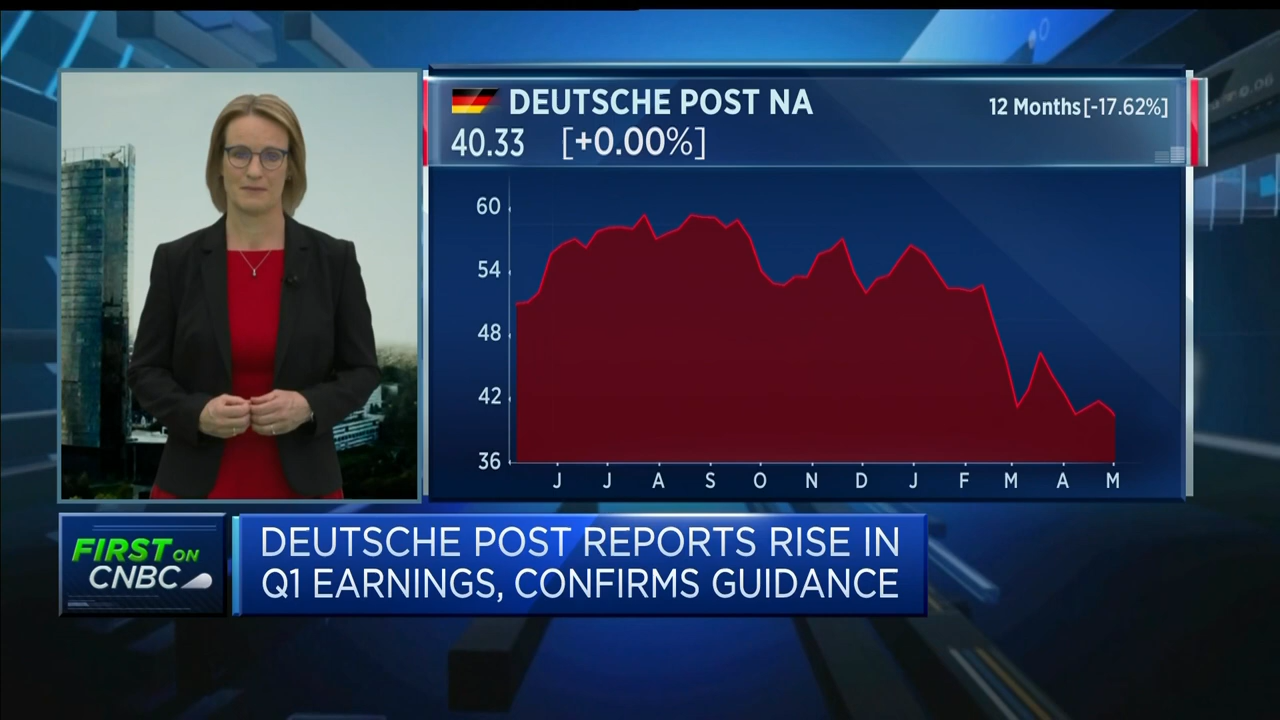 DEUTSCHE POST NA
12 Months [-17.62%]
40.33 [+0.00%]
60
54
48
42
36
J J A S O N D J F M A M
FIRST ON
CNBC
DEUTSCHE POST REPORTS RISE IN
Q1 EARNINGS, CONFIRMS GUIDANCE